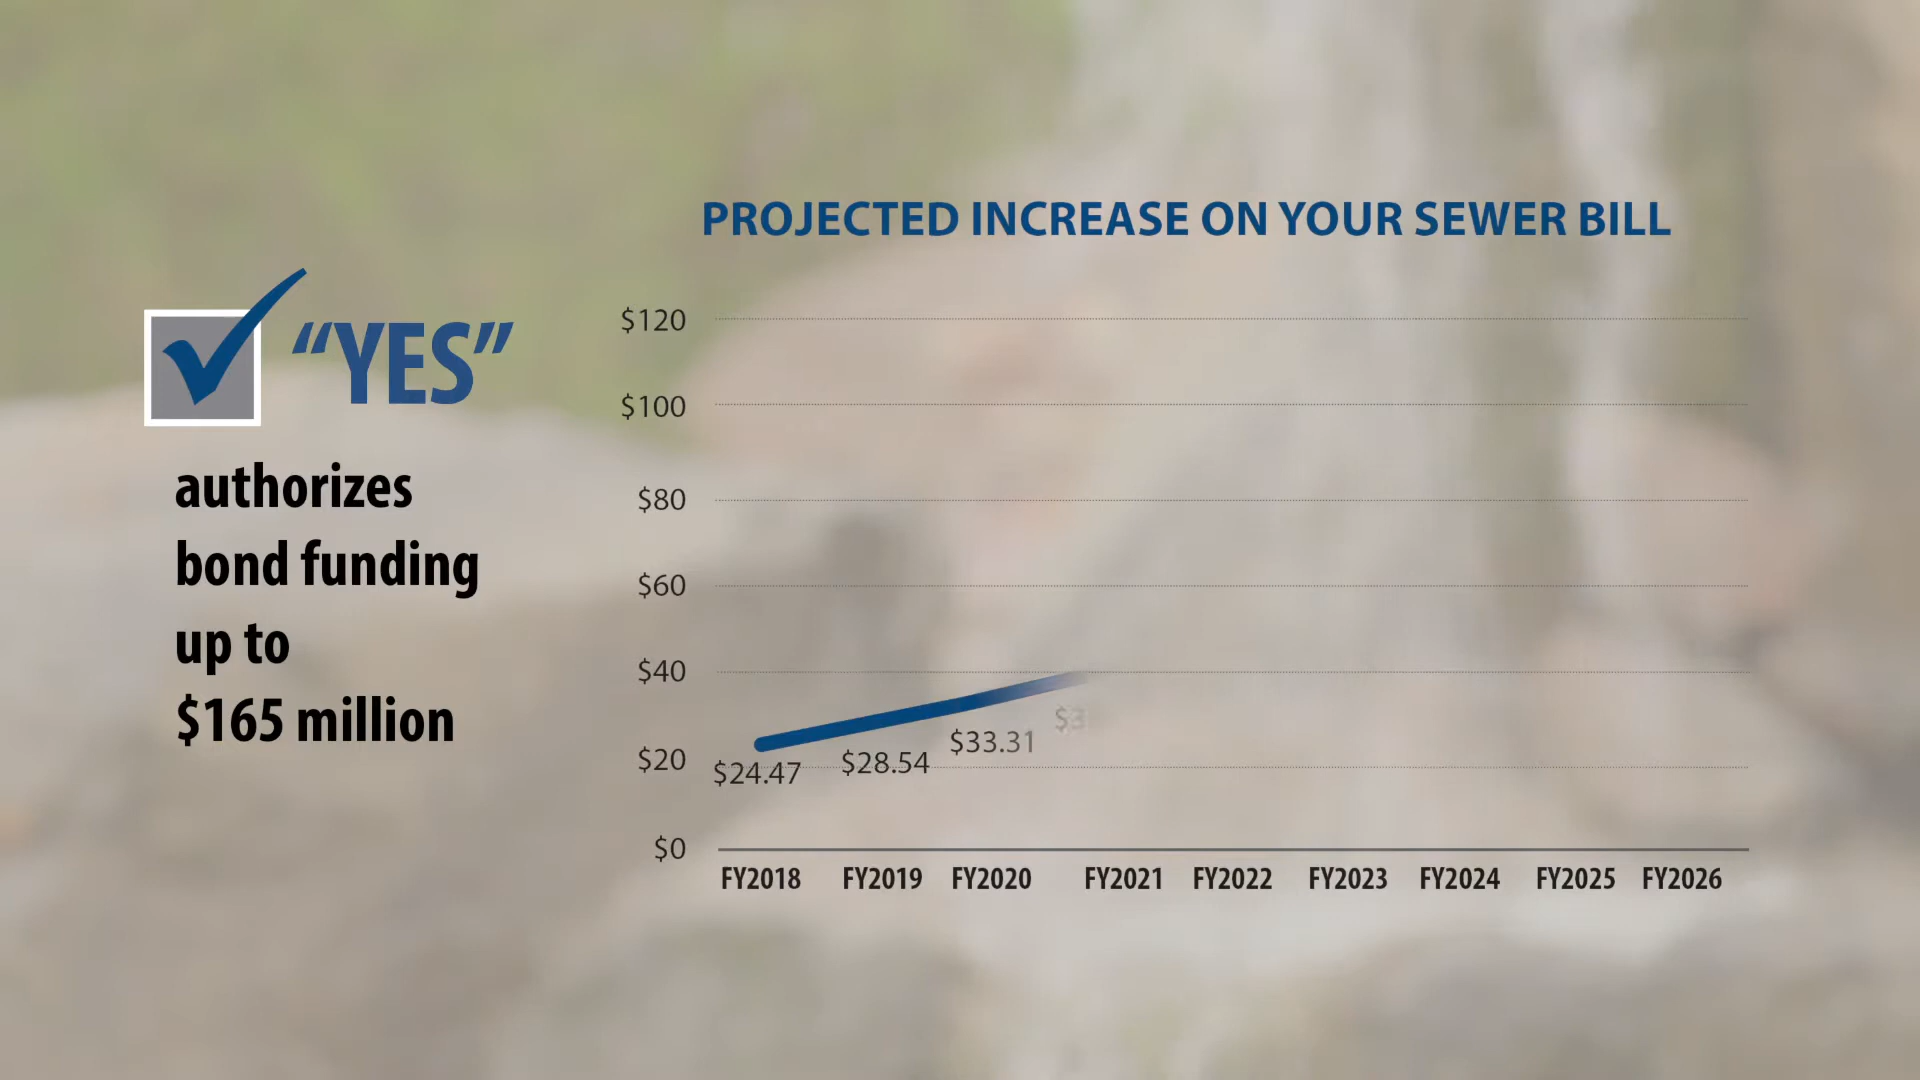 PROJECTED INCREASE ON YOUR SEWER BILL
“YES”
authorizes
bond funding
up to
$165 million
$120
$100
$80
$60
$40
$20
$0
$24.47
$28.54
$33.31
FY2018
FY2019
FY2020
FY2021
FY2022
FY2023
FY2024
FY2025
FY2026